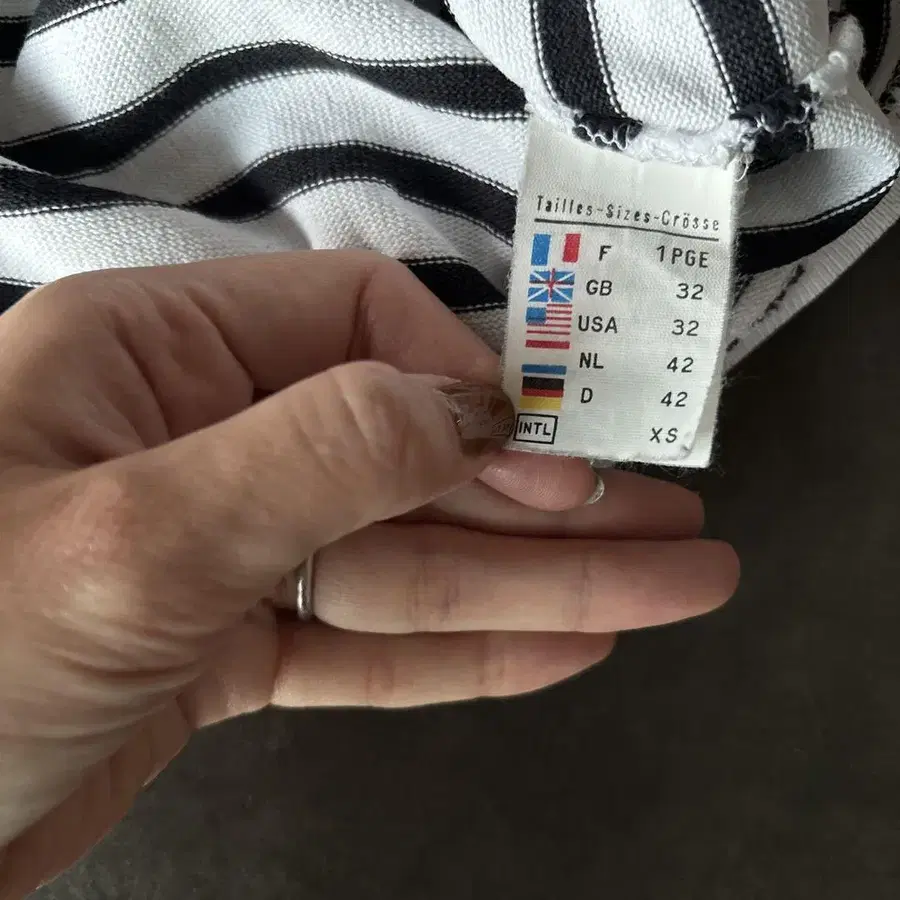 Tailles-Sizes-Grösse
F 1PGE
GB 32
USA 32
NL 42
D 42
INTL XS